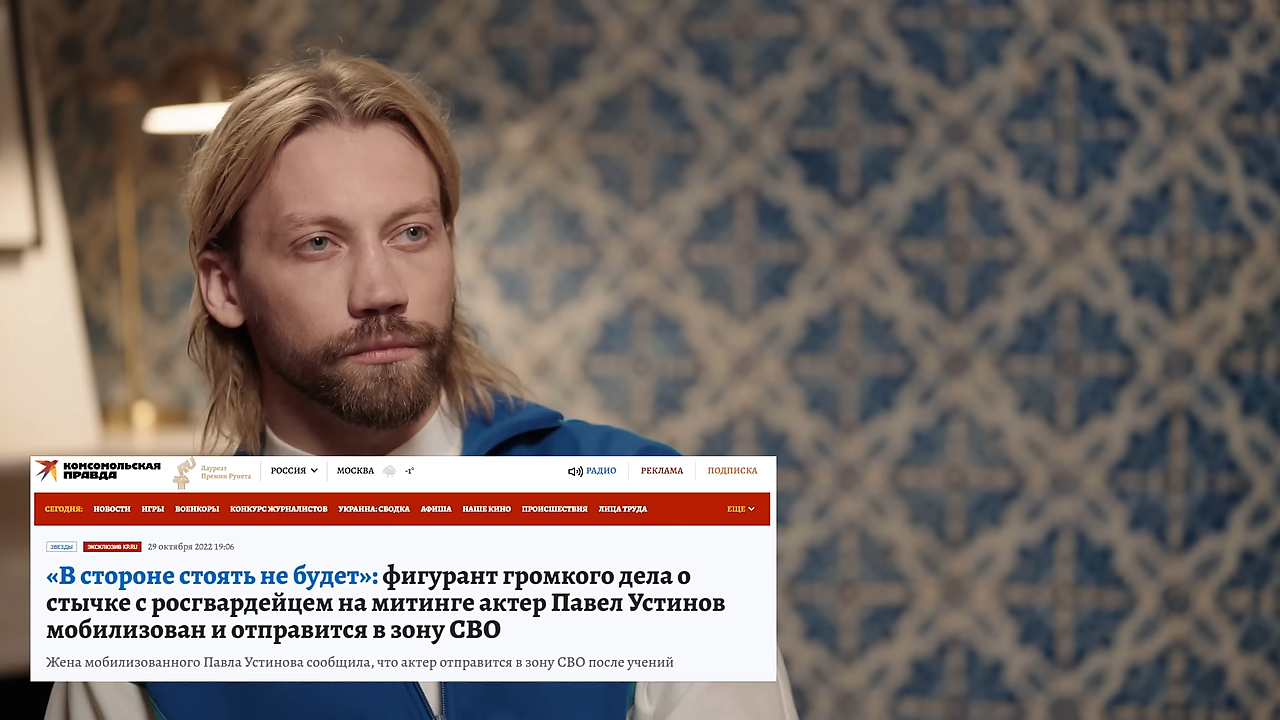 КОМСОМОЛЬСКАЯ
ПРАВДА
Лауреат
Премии Рунета
РОССИЯ
МОСКВА
-1°
РАДИО
РЕКЛАМА
ПОДПИСКА
СЕГОДНЯ: НОВОСТИ ИГРЫ ВОЕНКОРЫ КОНКУРС ЖУРНАЛИСТОВ УКРАИНА: СВОДКА АФИША НАШЕ КИНО ПРОИСШЕСТВИЯ ЛИЦА ТРУДА ЕЩЕ
ЗВЕЗДЫ ЭКСКЛЮЗИВ KP.RU 29 октября 2022 19:06
«В стороне стоять не будет»: фигурант громкого дела о
стычке с росгвардейцем на митинге актер Павел Устинов
мобилизован и отправится в зону СВО
Жена мобилизованного Павла Устинова сообщила, что актер отправится в зону СВО после учений